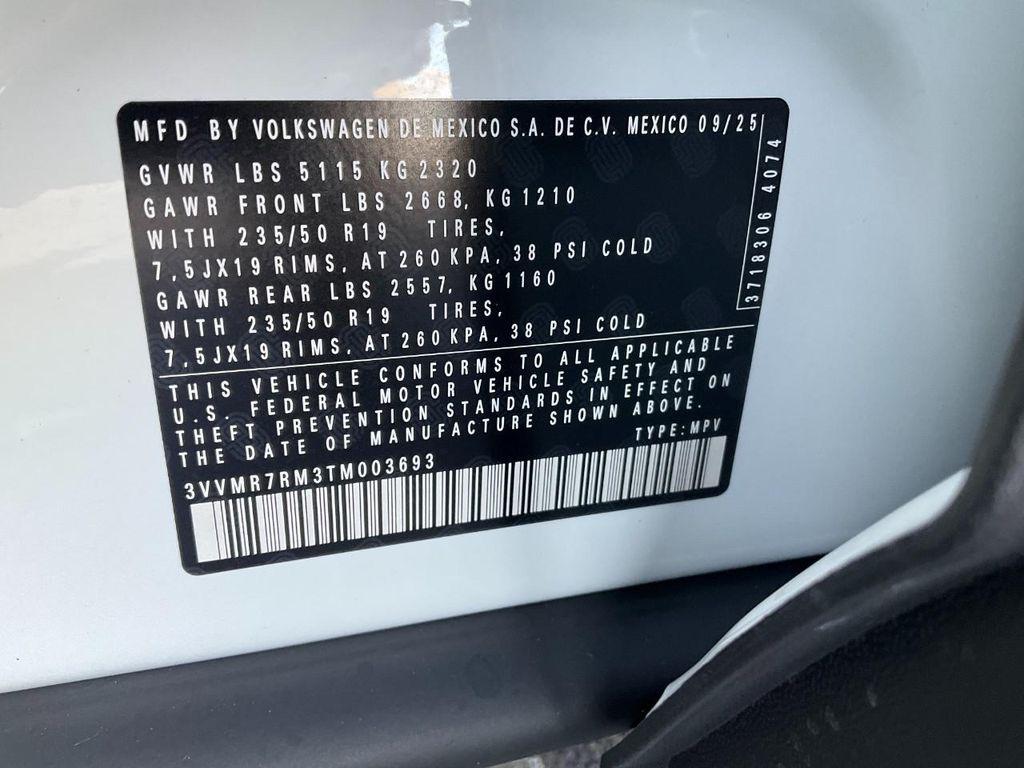 MFD BY VOLKSWAGEN DE MEXICO S.A. DE C.V. MEXICO 09/25
GVWR LBS 5115 KG 2320
GAWR FRONT LBS 2668, KG 1210
WITH 235/50 R19 TIRES,
7,5JX19 RIMS, AT 260 KPA, 38 PSI COLD
GAWR REAR LBS 2557, KG 1160
WITH 235/50 R19 TIRES,
7,5JX19 RIMS, AT 260 KPA, 38 PSI COLD
3718306 4074
THIS VEHICLE CONFORMS TO ALL APPLICABLE
U.S. FEDERAL MOTOR VEHICLE SAFETY AND
THEFT PREVENTION STANDARDS IN EFFECT ON
THE DATE OF MANUFACTURE SHOWN ABOVE.
TYPE: MPV
3VVMR7RM3TM003693